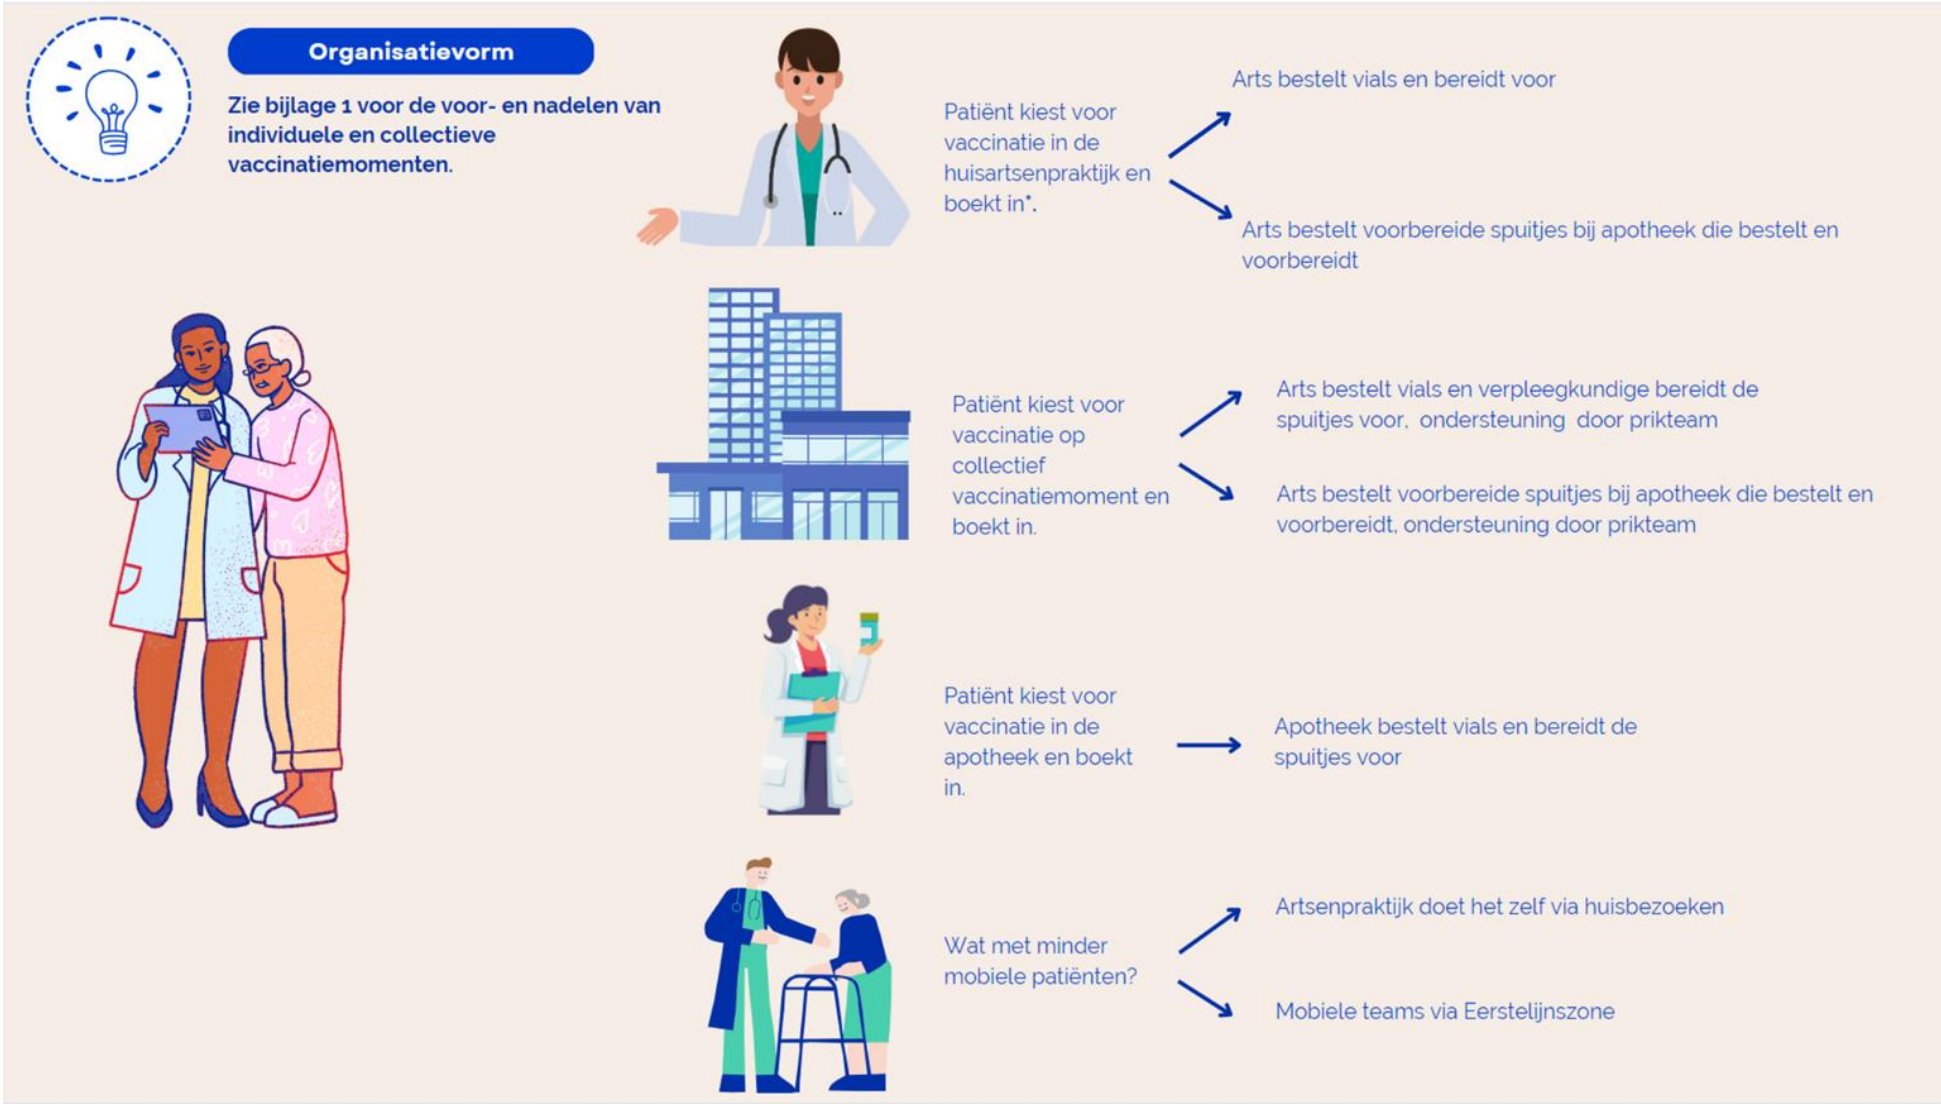 Organisatievorm
Zie bijlage 1 voor de voor- en nadelen van
individuele en collectieve
vaccinatiemomenten.
Patiënt kiest voor
vaccinatie in de
huisartsenpraktijk en
boekt in*.
Arts bestelt vials en bereidt voor
Arts bestelt voorbereide spuitjes bij apotheek die bestelt en
voorbereidt
Patiënt kiest voor
vaccinatie op
collectief
vaccinatiemoment en
boekt in.
Arts bestelt vials en verpleegkundige bereidt de
spuitjes voor, ondersteuning door prikteam
Arts bestelt voorbereide spuitjes bij apotheek die bestelt en
voorbereidt, ondersteuning door prikteam
Patiënt kiest voor
vaccinatie in de
apotheek en boekt
in.
Apotheek bestelt vials en bereidt de
spuitjes voor
Wat met minder
mobiele patiënten?
Artsenpraktijk doet het zelf via huisbezoeken
Mobiele teams via Eerstelijnszone